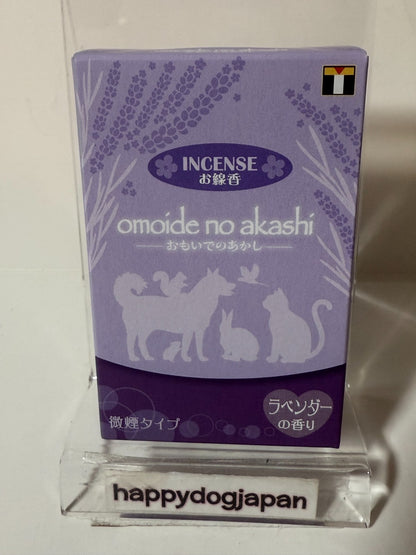 INCENSE
お線香
omoide no akashi
おもいでのあかし
微煙タイプ
ラベンダー
の香り
happydogjapan